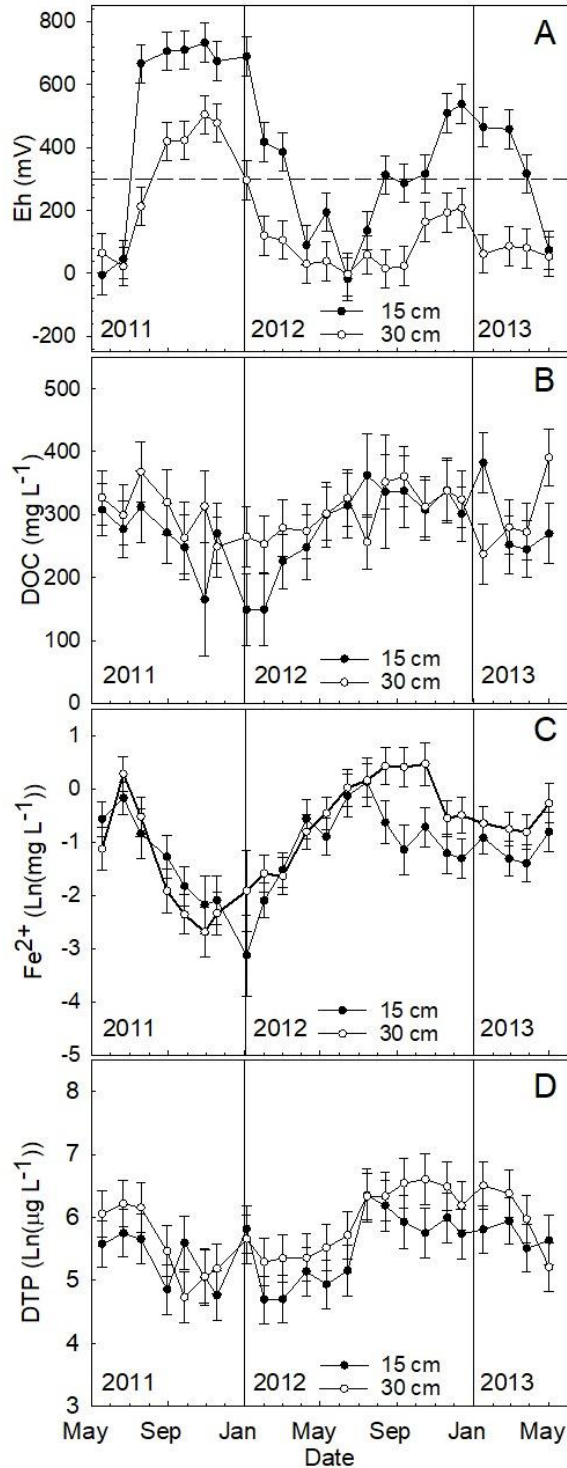 800
A
600
400
200
0
-200
Eh (mV)
2011
2012
2013
15 cm
30 cm
500
B
400
300
200
100
0
DOC (mg L⁻¹)
2011
2012
2013
15 cm
30 cm
1
C
0
-1
-2
-3
-4
-5
Fe²⁺ (Ln(mg L⁻¹))
2011
2012
2013
15 cm
30 cm
8
D
7
6
5
4
3
DTP (Ln(µg L⁻¹))
2011
2012
2013
15 cm
30 cm
May Sep Jan May Sep Jan May
Date